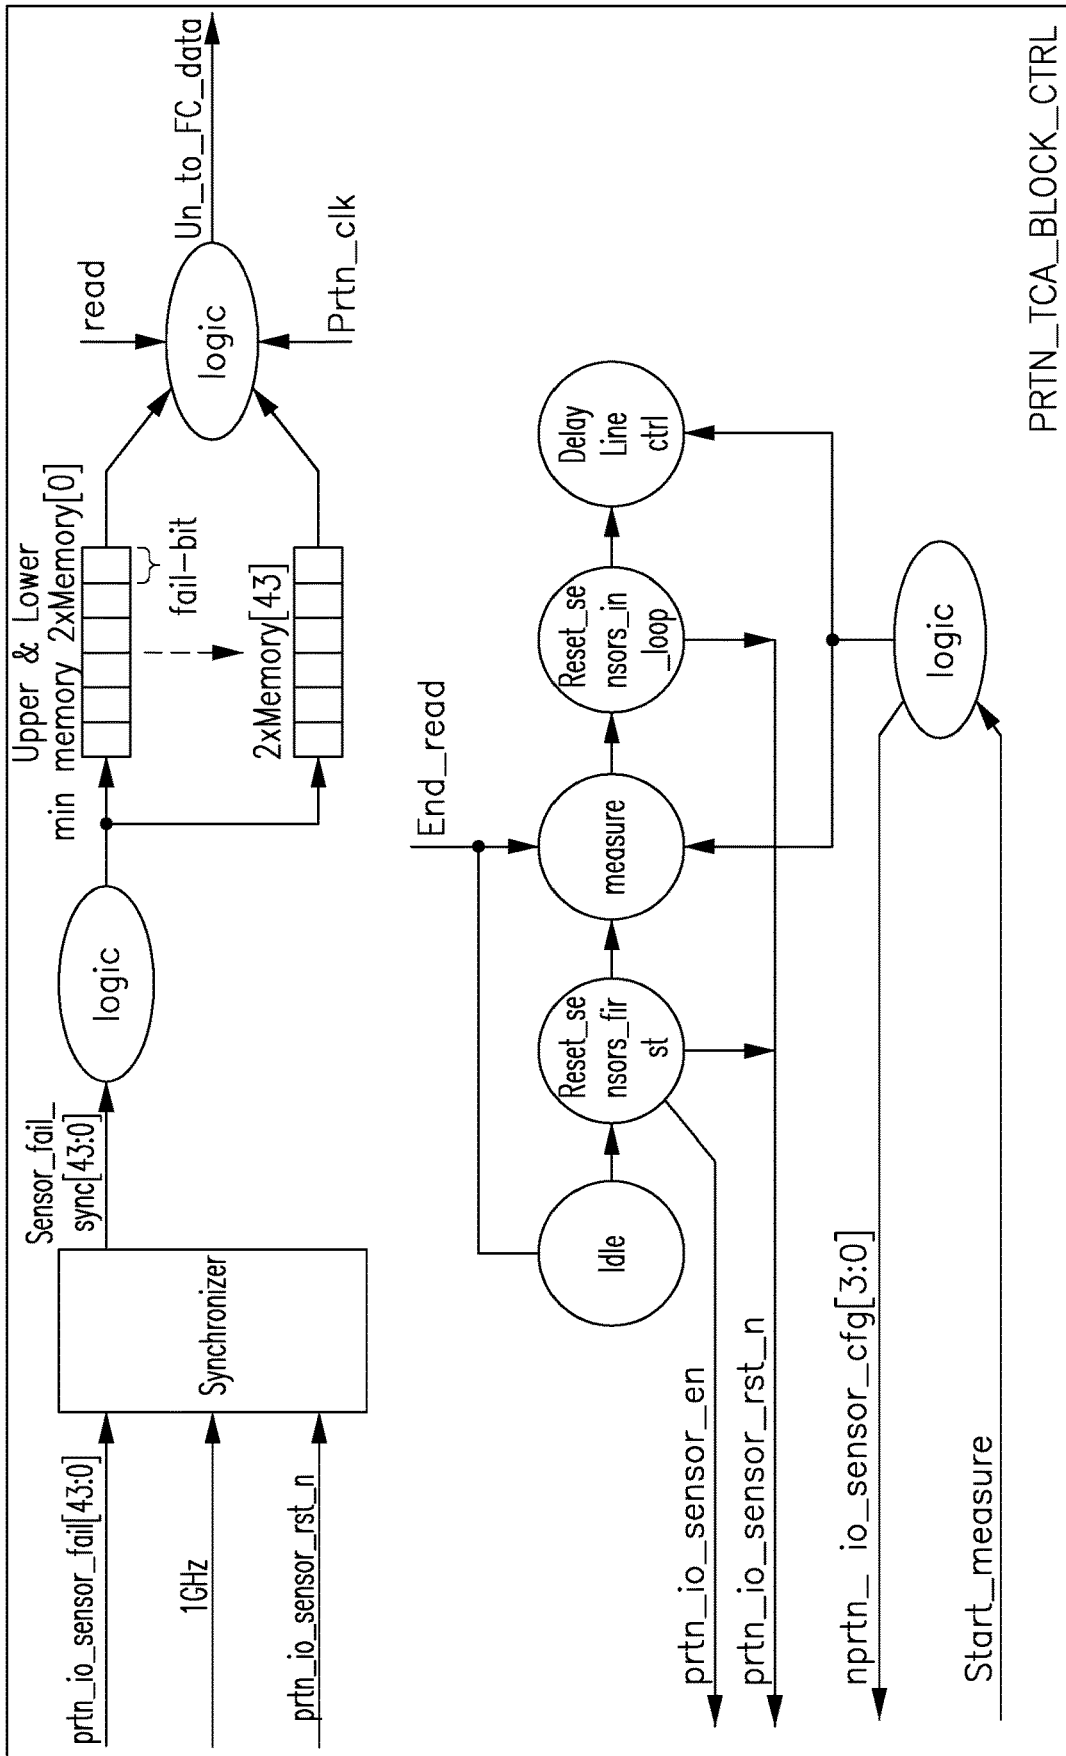 prtn_io_sensor_fail[43:0]
1GHz
prtn_io_sensor_rst_n
Synchronizer
Sensor_fail_
sync[43:0]
logic
Upper & Lower
min memory 2xMemory[0]
fail-bit
2xMemory[43]
read
logic
Prtn_clk
Un_to_FC_data
End_read
Idle
Reset_se
nsors_fir
st
measure
Reset_se
nsors_in
_loop
Delay
Line
ctrl
prtn_io_sensor_en
prtn_io_sensor_rst_n
nprtn_ io_sensor_cfg[3:0]
logic
Start_measure
PRTN_TCA_BLOCK_CTRL